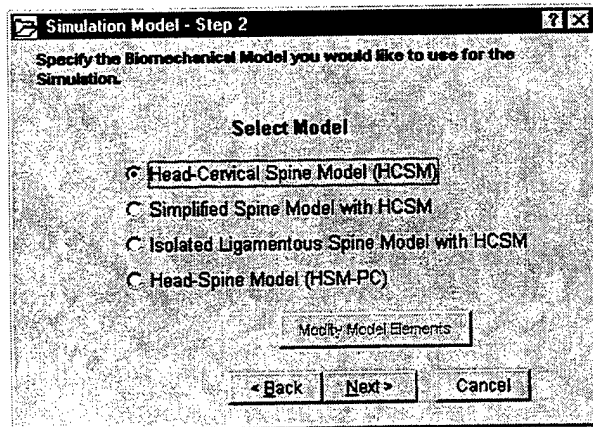 Simulation Model - Step 2
Specify the Biomechanical Model you would like to use for the
Simulation.
Select Model
Head-Cervical Spine Model (HCSM)
Simplified Spine Model with HCSM
Isolated Ligamentous Spine Model with HCSM
Head-Spine Model (HSM-PC)
Modify Model Elements
< Back Next > Cancel